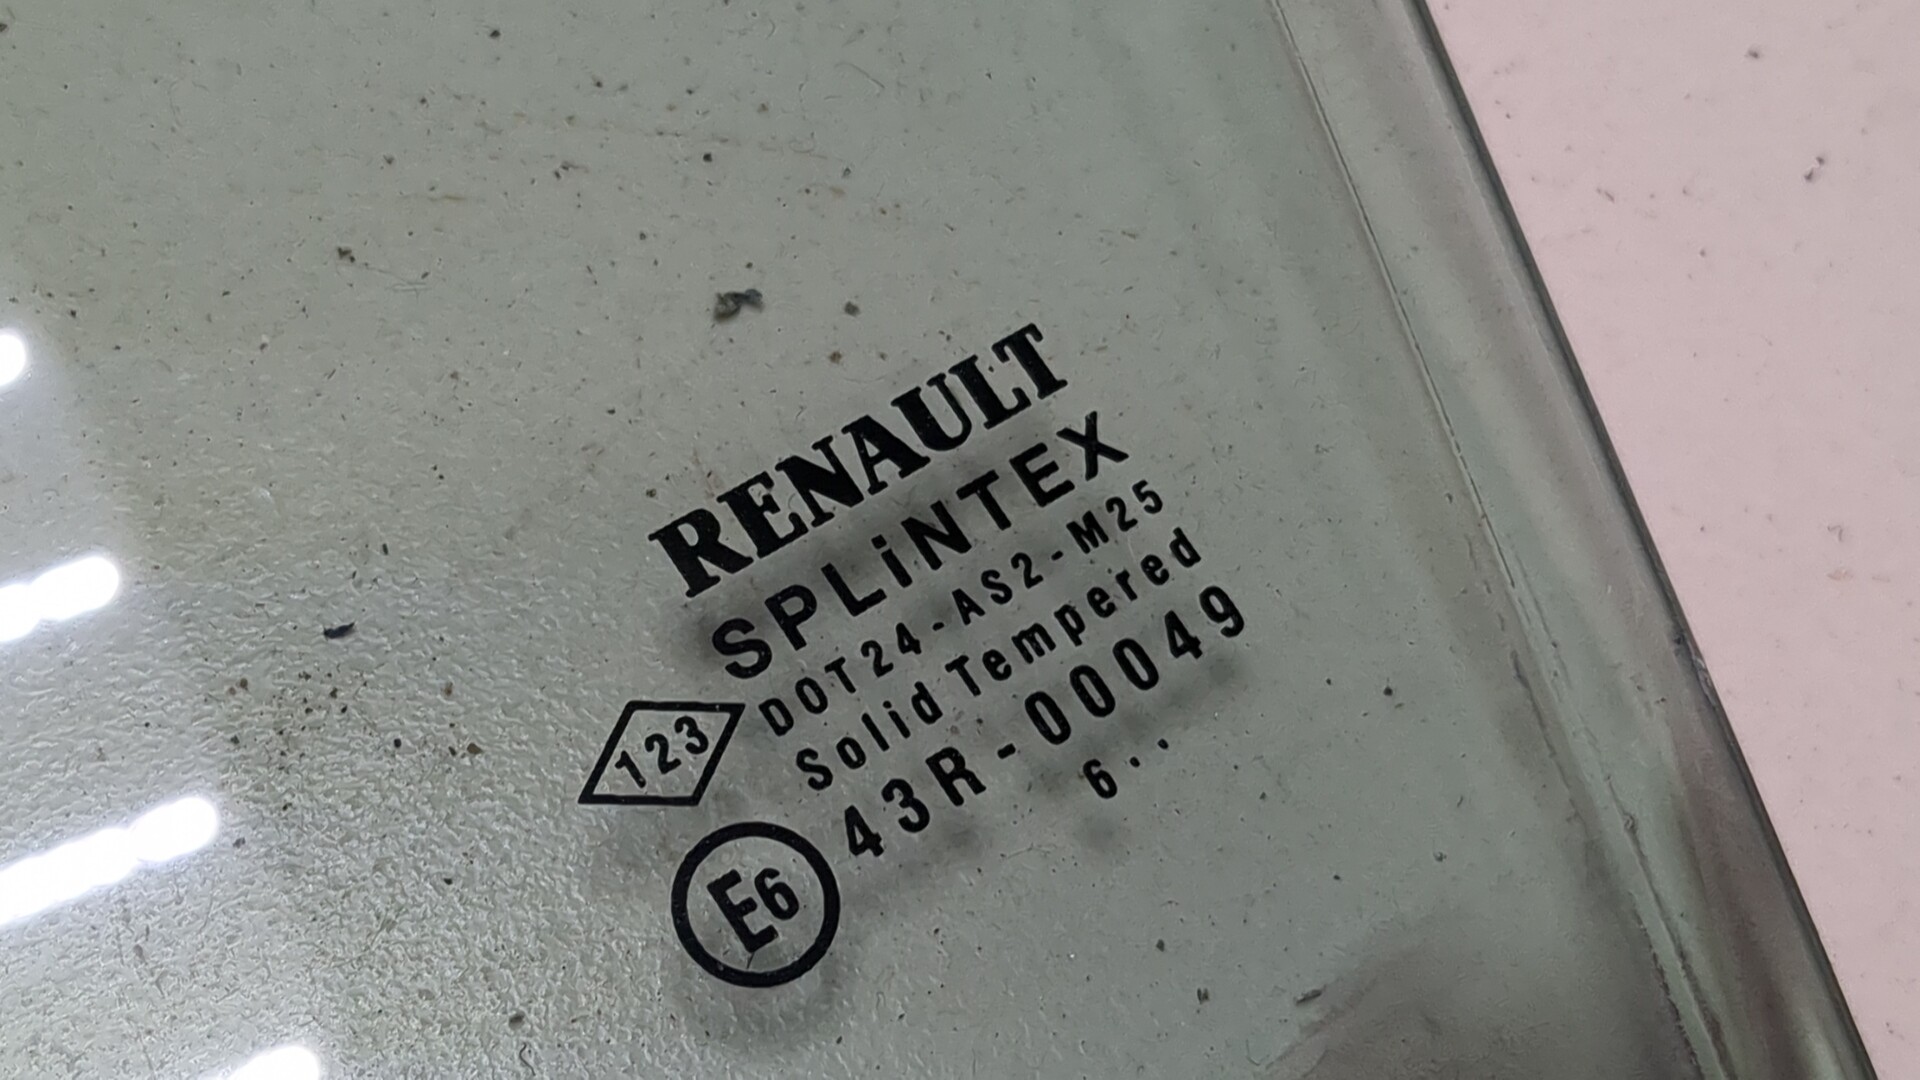 RENAULT
SPLiNTEX
DOT24-AS2-M25
123
Solid Tempered
43R-00049
E6
6..